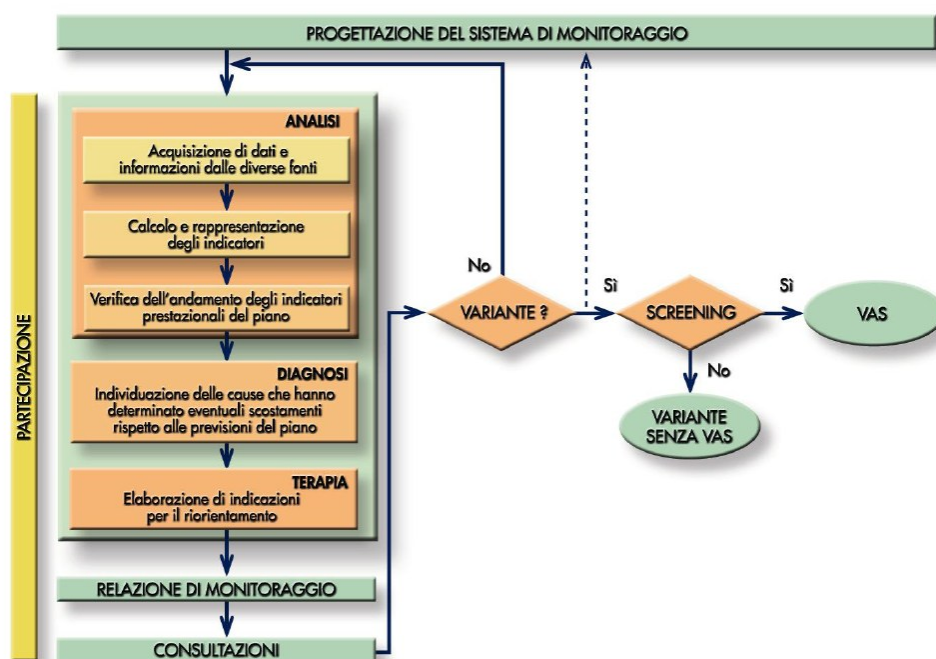 PROGETTAZIONE DEL SISTEMA DI MONITORAGGIO
PARTECIPAZIONE
ANALISI
Acquisizione di dati e
informazioni dalle diverse fonti
Calcolo e rappresentazione
degli indicatori
Verifica dell'andamento degli indicatori
prestazionali del piano
DIAGNOSI
Individuazione delle cause che hanno
determinato eventuali scostamenti
rispetto alle previsioni del piano
TERAPIA
Elaborazione di indicazioni
per il riorientamento
RELAZIONE DI MONITORAGGIO
CONSULTAZIONI
No
VARIANTE ?
Sì
SCREENING
Sì
VAS
No
VARIANTE
SENZA VAS